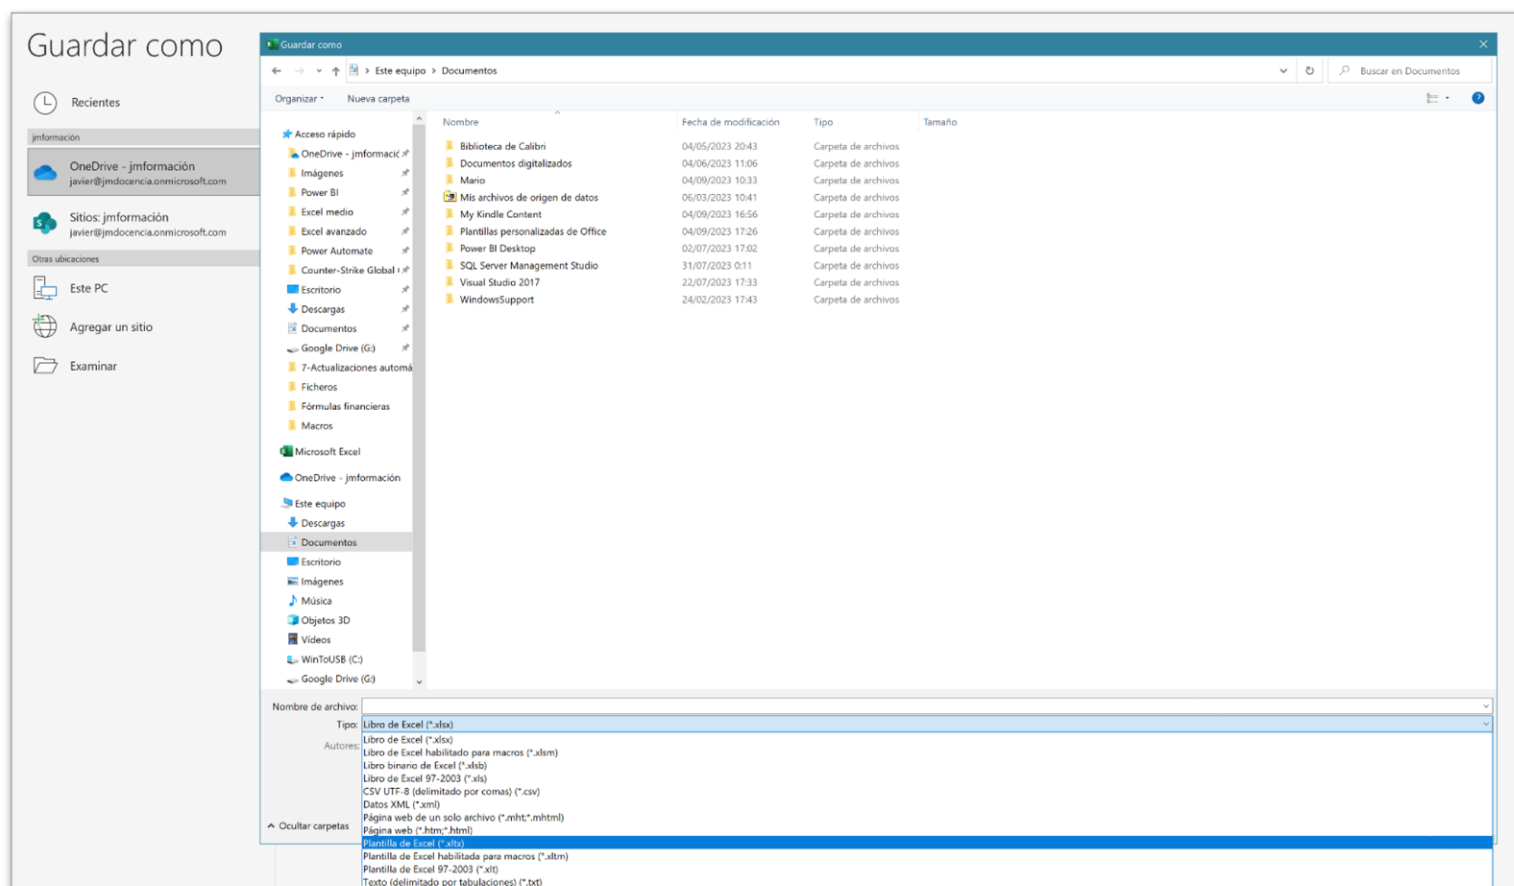 Guardar como
Recientes
jmformación
OneDrive - jmformación
javier@jmdocencia.onmicrosoft.com
Sitios: jmformación
javier@jmdocencia.onmicrosoft.com
Otras ubicaciones
Este PC
Agregar un sitio
Examinar
Guardar como
Este equipo > Documentos
Buscar en Documentos
Organizar
Nueva carpeta
Acceso rápido
OneDrive - jmformació
Imágenes
Power BI
Excel medio
Excel avanzado
Power Automate
Counter-Strike Global
Escritorio
Descargas
Documentos
Google Drive (G:)
7-Actualizaciones automá
Ficheros
Fórmulas financieras
Macros
Microsoft Excel
OneDrive - jmformación
Este equipo
Descargas
Documentos
Escritorio
Imágenes
Música
Objetos 3D
Vídeos
WinToUSB (C:)
Google Drive (G:)
Nombre Fecha de modificación Tipo Tamaño
Biblioteca de Calibri 04/05/2023 20:43 Carpeta de archivos
Documentos digitalizados 04/06/2023 11:06 Carpeta de archivos
Mario 04/09/2023 10:33 Carpeta de archivos
Mis archivos de origen de datos 06/03/2023 10:41 Carpeta de archivos
My Kindle Content 04/09/2023 16:56 Carpeta de archivos
Plantillas personalizadas de Office 04/09/2023 17:26 Carpeta de archivos
Power BI Desktop 02/07/2023 17:02 Carpeta de archivos
SQL Server Management Studio 31/07/2023 0:11 Carpeta de archivos
Visual Studio 2017 22/07/2023 17:33 Carpeta de archivos
WindowsSupport 24/02/2023 17:43 Carpeta de archivos
Nombre de archivo:
Tipo: Libro de Excel (*.xlsx)
Autores:
Libro de Excel (*.xlsx)
Libro de Excel habilitado para macros (*.xlsm)
Libro binario de Excel (*.xlsb)
Libro de Excel 97-2003 (*.xls)
CSV UTF-8 (delimitado por comas) (*.csv)
Datos XML (*.xml)
Página web de un solo archivo (*.mht;*.mhtml)
Página web (*.htm;*.html)
Plantilla de Excel (*.xltx)
Plantilla de Excel habilitada para macros (*.xltm)
Plantilla de Excel 97-2003 (*.xlt)
Texto (delimitado por tabulaciones) (*.txt)
Ocultar carpetas